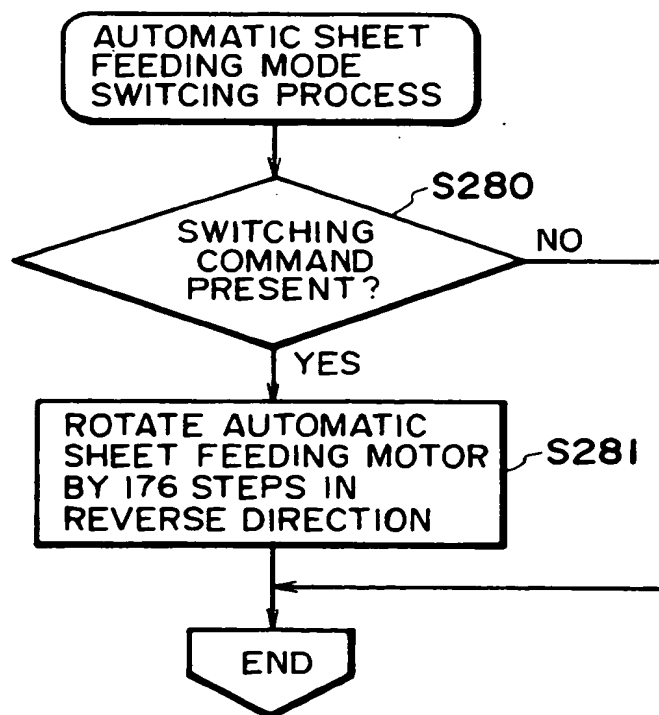 AUTOMATIC SHEET
FEEDING MODE
SWITCING PROCESS
S280
SWITCHING
COMMAND
PRESENT?
NO
YES
ROTATE AUTOMATIC
SHEET FEEDING MOTOR
BY 176 STEPS IN
REVERSE DIRECTION
S281
END